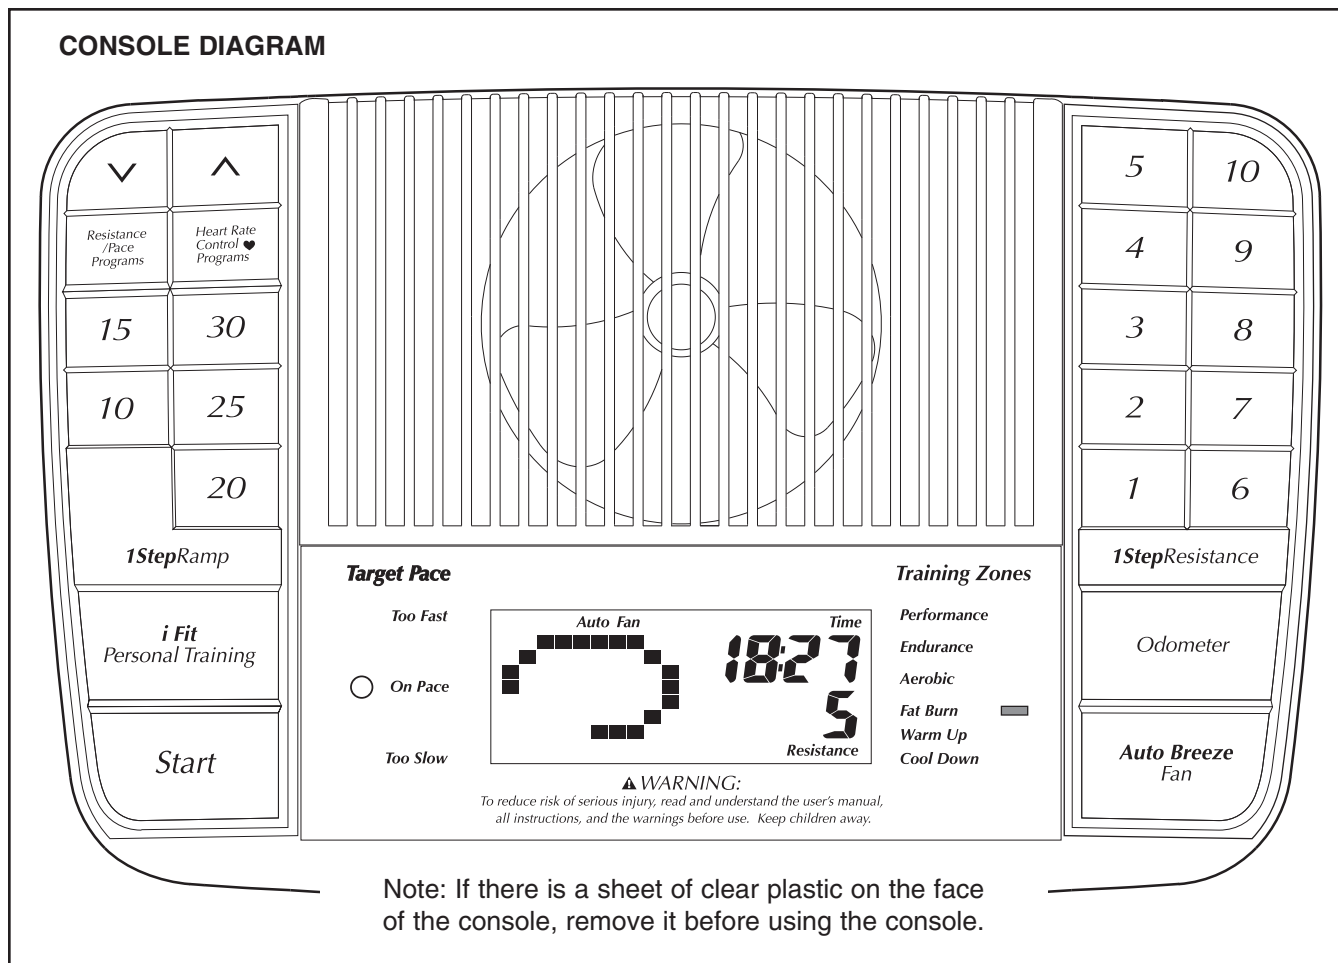 CONSOLE DIAGRAM
Resistance
/Pace
Programs
Heart Rate
Control ♥
Programs
15
30
10
25
20
1StepRamp
i Fit
Personal Training
Start
Target Pace
Too Fast
On Pace
Too Slow
Auto Fan
Time
18:27
5
Resistance
Training Zones
Performance
Endurance
Aerobic
Fat Burn
Warm Up
Cool Down
⚠WARNING:
To reduce risk of serious injury, read and understand the user's manual,
all instructions, and the warnings before use. Keep children away.
5
10
4
9
3
8
2
7
1
6
1StepResistance
Odometer
Auto Breeze
Fan
Note: If there is a sheet of clear plastic on the face
of the console, remove it before using the console.